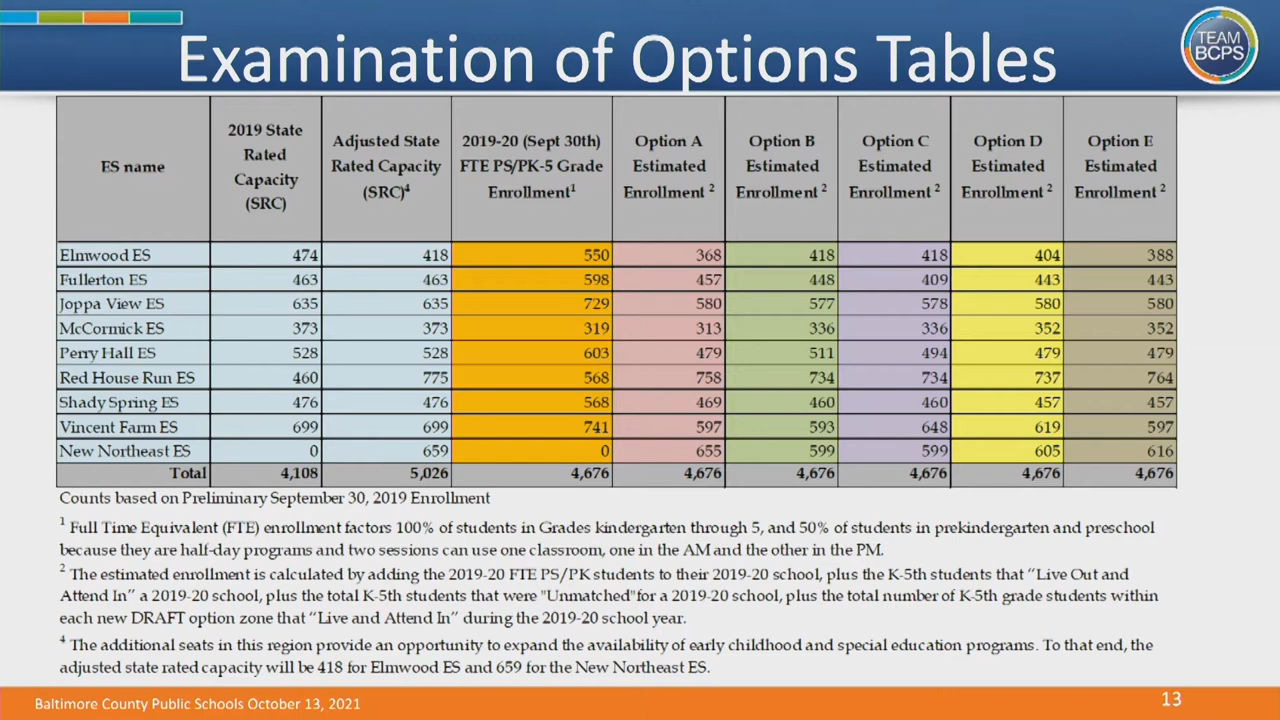 Examination of Options Tables
TEAM
BCPS
ES name 2019 State Rated Capacity (SRC) Adjusted State Rated Capacity (SRC)4 2019-20 (Sept 30th) FTE PS/PK-5 Grade Enrollment1 Option A Estimated Enrollment 2 Option B Estimated Enrollment 2 Option C Estimated Enrollment 2 Option D Estimated Enrollment 2 Option E Estimated Enrollment 2
Elmwood ES 474 418 550 368 418 418 404 388
Fullerton ES 463 463 598 457 448 409 443 443
Joppa View ES 635 635 729 580 577 578 580 580
McCormick ES 373 373 319 313 336 336 352 352
Perry Hall ES 528 528 603 479 511 494 479 479
Red House Run ES 460 775 568 758 734 734 737 764
Shady Spring ES 476 476 568 469 460 460 457 457
Vincent Farm ES 699 699 741 597 593 648 619 597
New Northeast ES 0 659 0 655 599 599 605 616
Total 4,108 5,026 4,676 4,676 4,676 4,676 4,676 4,676
Counts based on Preliminary September 30, 2019 Enrollment
1 Full Time Equivalent (FTE) enrollment factors 100% of students in Grades kindergarten through 5, and 50% of students in prekindergarten and preschool
because they are half-day programs and two sessions can use one classroom, one in the AM and the other in the PM.
2 The estimated enrollment is calculated by adding the 2019-20 FTE PS/PK students to their 2019-20 school, plus the K-5th students that “Live Out and
Attend In” a 2019-20 school, plus the total K-5th students that were "Unmatched"for a 2019-20 school, plus the total number of K-5th grade students within
each new DRAFT option zone that “Live and Attend In” during the 2019-20 school year.
4 The additional seats in this region provide an opportunity to expand the availability of early childhood and special education programs. To that end, the
adjusted state rated capacity will be 418 for Elmwood ES and 659 for the New Northeast ES.
Baltimore County Public Schools October 13, 2021
13